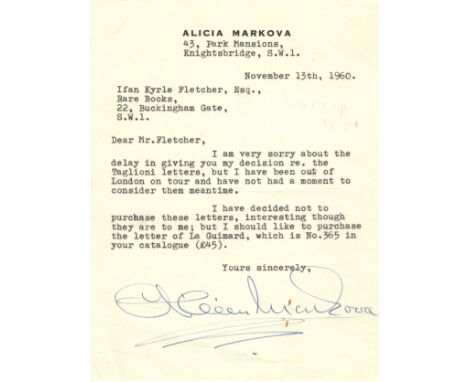 ALICIA MARKOVA
43, Park Mansions,
Knightsbridge, S.W.1.
November 13th, 1960.
Ifan Kyrle Fletcher, Esq.,
Rare Books,
22, Buckingham Gate,
S.W.1.
Dear Mr.Fletcher,
I am very sorry about the
delay in giving you my decision re. the
Taglioni letters, but I have been out of
London on tour and have not had a moment to
consider them meantime.
I have decided not to
purchase these letters, interesting though
they are to me; but I should like to purchase
the letter of La Guimard, which is No.365 in
your catalogue (£45).
Yours sincerely,
Alicia Markova